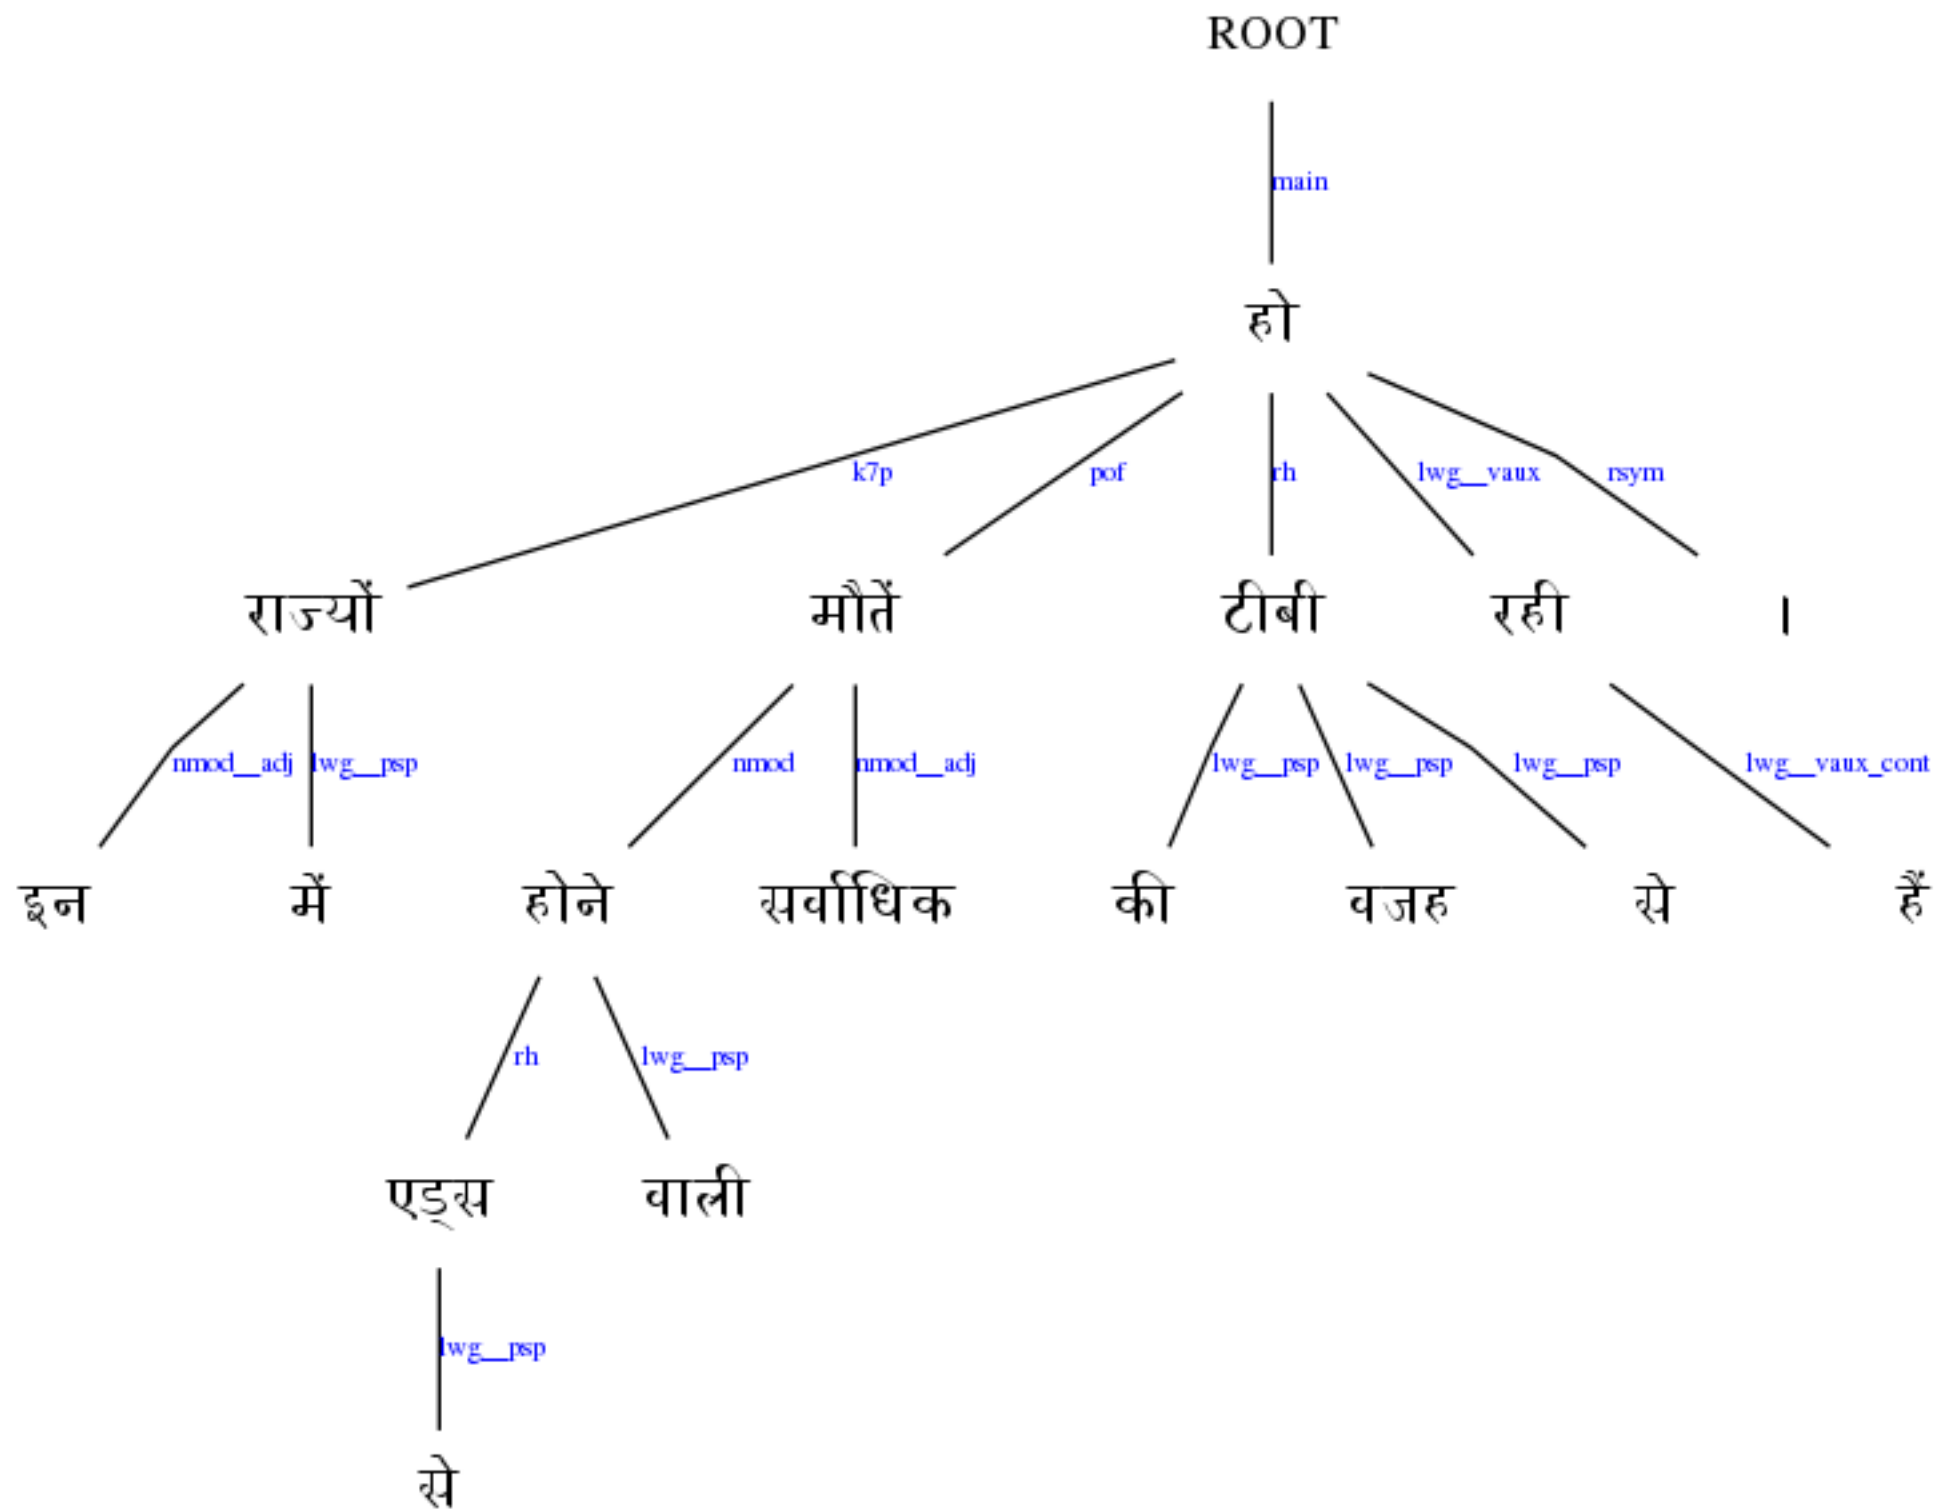 ROOT
main
हो
k7p pof rh lwg__vaux rsym
राज्यों मौतें टीबी रही ।
nmod__adj lwg__psp nmod nmod__adj lwg__psp lwg__psp lwg__psp lwg__vaux_cont
इन में होने सर्वाधिक की वजह से हैं
rh lwg__psp
एड्स वाली
lwg__psp
से